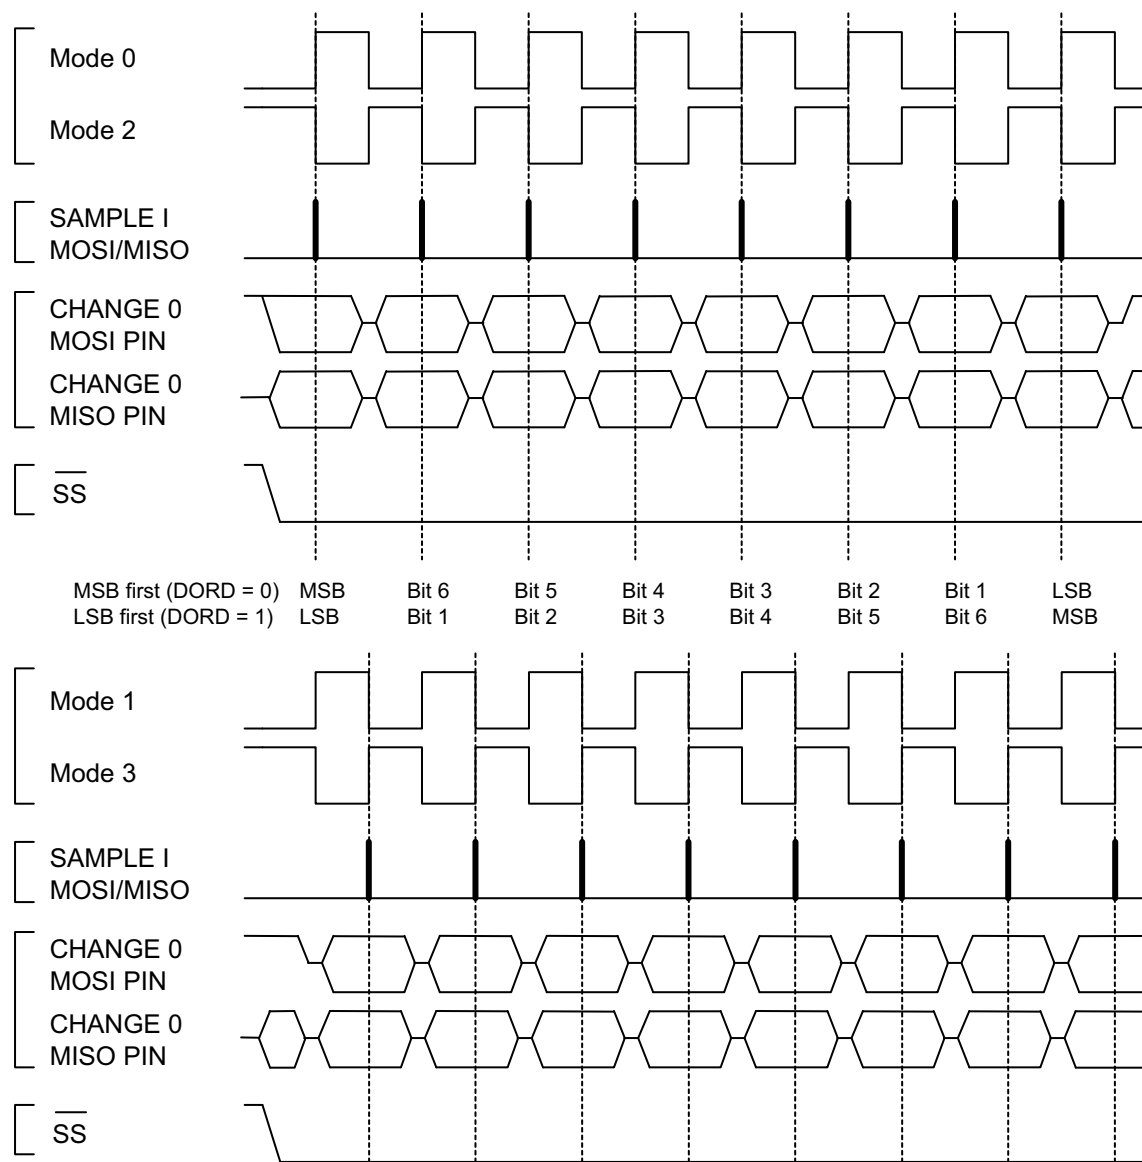 Mode 0
Mode 2
SAMPLE I
MOSI/MISO
CHANGE 0
MOSI PIN
CHANGE 0
MISO PIN
SS
MSB first (DORD = 0) MSB Bit 6 Bit 5 Bit 4 Bit 3 Bit 2 Bit 1 LSB
LSB first (DORD = 1) LSB Bit 1 Bit 2 Bit 3 Bit 4 Bit 5 Bit 6 MSB
Mode 1
Mode 3
SAMPLE I
MOSI/MISO
CHANGE 0
MOSI PIN
CHANGE 0
MISO PIN
SS